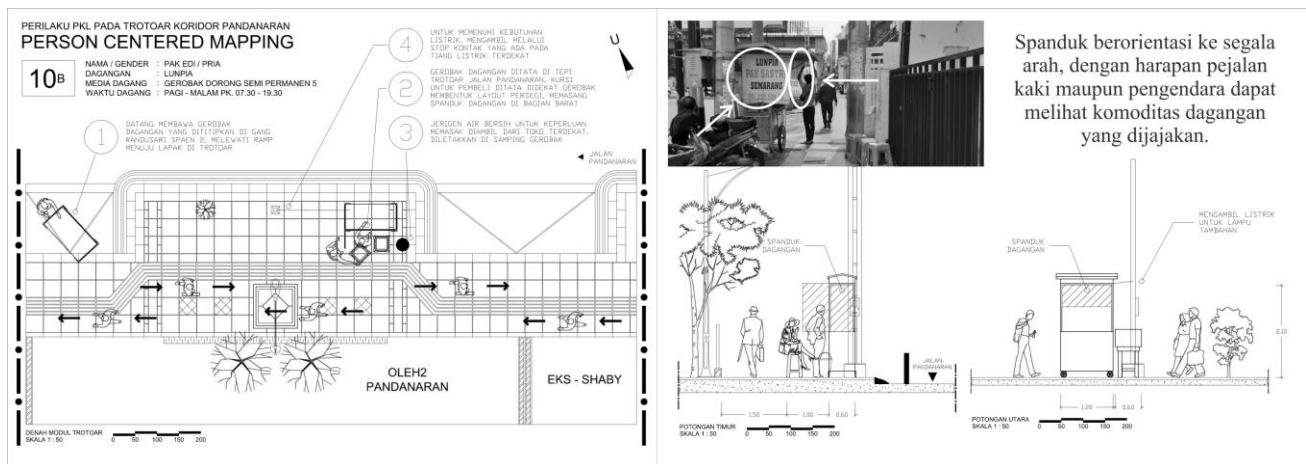 PERILAKU PKL PADA TROTOAR KORIDOR PANDANARAN
PERSON CENTERED MAPPING
10B
NAMA / GENDER : PAK EDI / PRIA
DAGANGAN : LUNPIA
MEDIA DAGANG : GEROBAK DORONG SEMI PERMANEN 5
WAKTU DAGANG : PAGI - MALAM PK. 07.30 - 19.30
4
UNTUK MEMENUHI KEBUTUHAN
LISTRIK, MENGAMBIL MELALUI
STOP KONTAK YANG ADA PADA
TIANG LISTRIK TERDEKAT
U
2
GEROBAK DAGANGAN DITATA DI TEPI
TROTOAR JALAN PANDANARAN, KURSI
UNTUK PEMBELI DITATA DIDEKAT GEROBAK
MEMBENTUK LAYOUT PERSEGI, MEMASANG
SPANDUK DAGANGAN DI BAGIAN BARAT
1
DATANG MEMBAWA GEROBAK
DAGANGAN YANG DITITIPKAN DI GANG
RANDUSARI SPAEN 2, MELEWATI RAMP
MENUJU LAPAK DI TROTOAR
3
JERIGEN AIR BERSIH UNTUK KEPERLUAN
MEMASAK DIAMBIL DARI TOKO TERDEKAT,
DILETAKKAN DI SAMPING GEROBAK
JALAN
PANDANARAN
OLEH2
PANDANARAN
EKS - SHABY
DENAH MODUL TROTOAR
SKALA 1 : 50
0 50 100 150 200
LUNPIA
PAK SASTRA
SEMARANG
Spanduk berorientasi ke segala
arah, dengan harapan pejalan
kaki maupun pengendara dapat
melihat komoditas dagangan
yang dijajakan.
SPANDUK
DAGANGAN
JALAN
PANDANARAN
1.50 1.00 0.60
POTONGAN TIMUR
SKALA 1 : 50
0 50 100 150 200
MENGAMBIL LISTRIK
UNTUK LAMPU
TAMBAHAN
SPANDUK
DAGANGAN
2.10
1.20 0.60
POTONGAN UTARA
SKALA 1 : 50
0 50 100 150 200